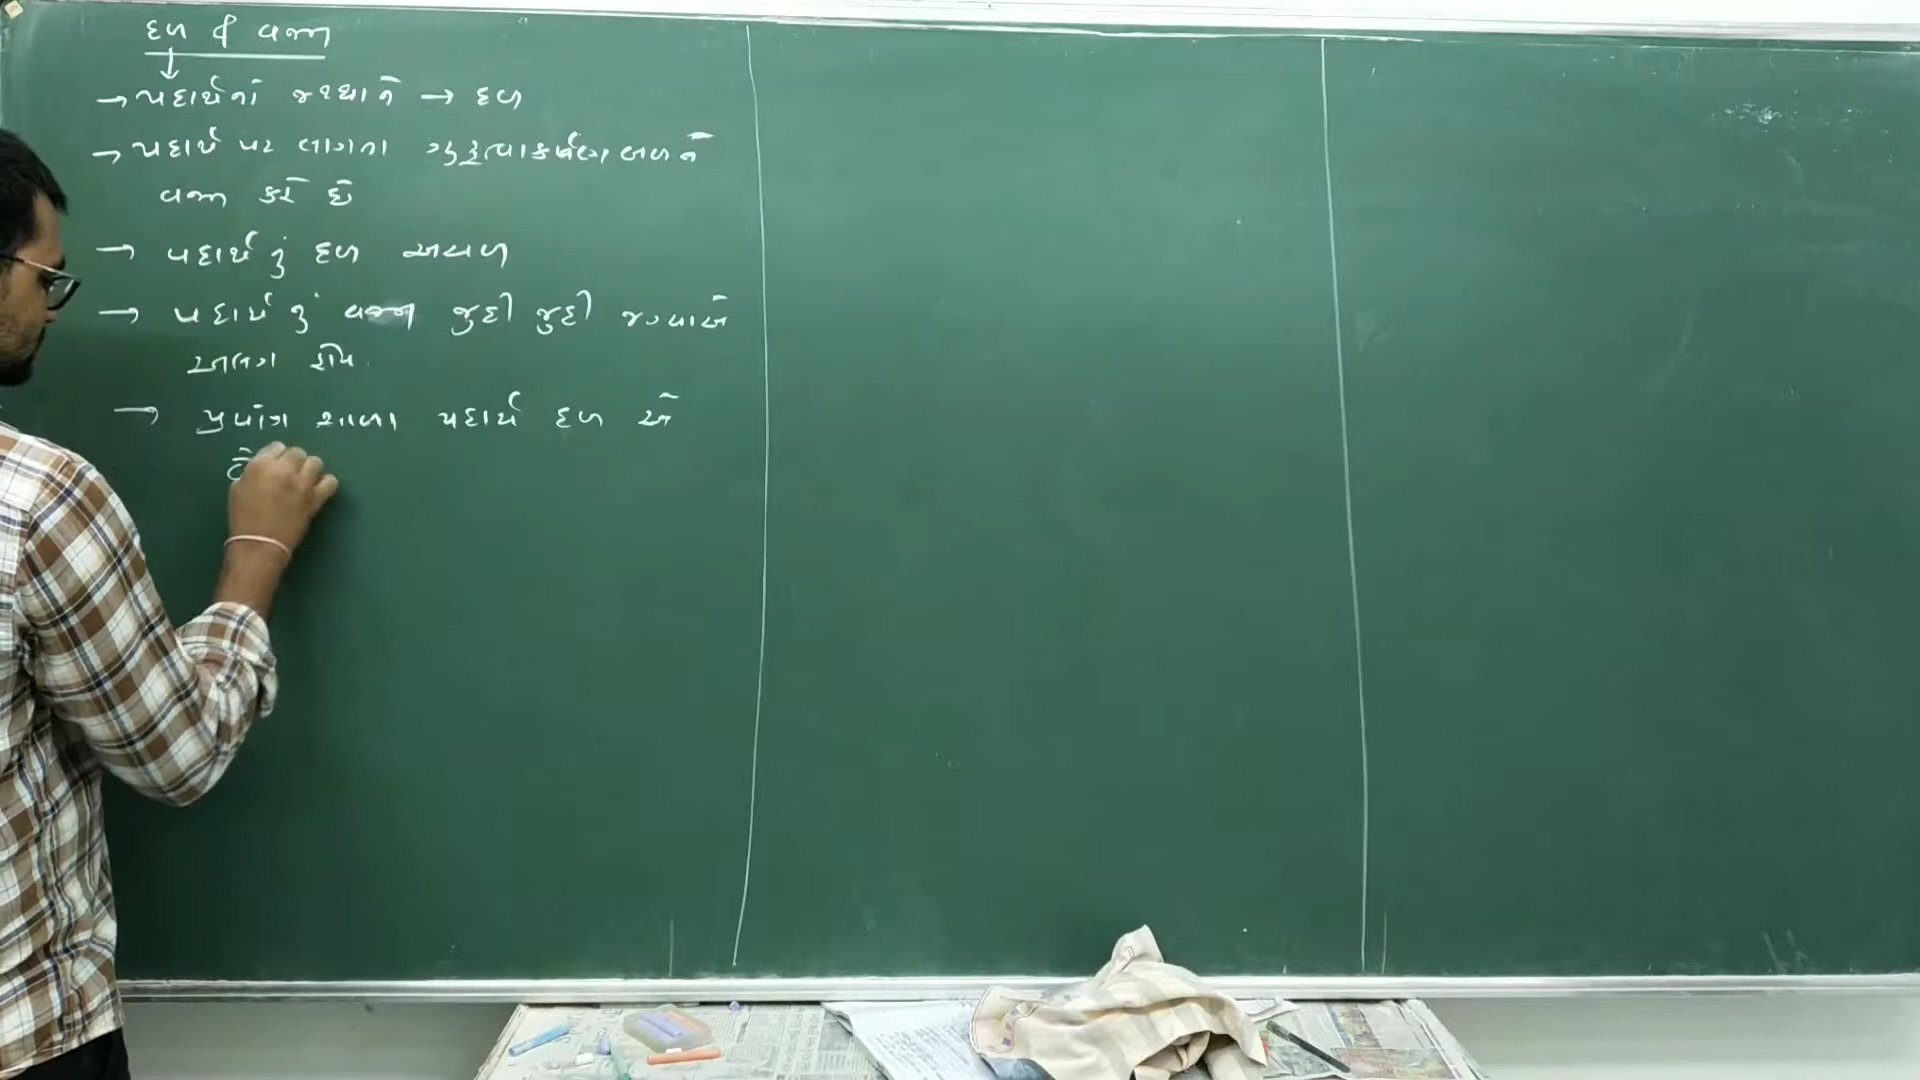 દળ ઈ વજન
→ પદાર્થનાં જથ્થાને → દળ
→ પદાર્થ પર લાગતા ગુરુત્વાકર્ષણ બળને
વજન કહે છે
→ પદાર્થનું દળ અચળ
→ પદાર્થનું વજન જુદી જુદી જગ્યાએ
અલગ હોય.
→ પદાર્થ દળ એ